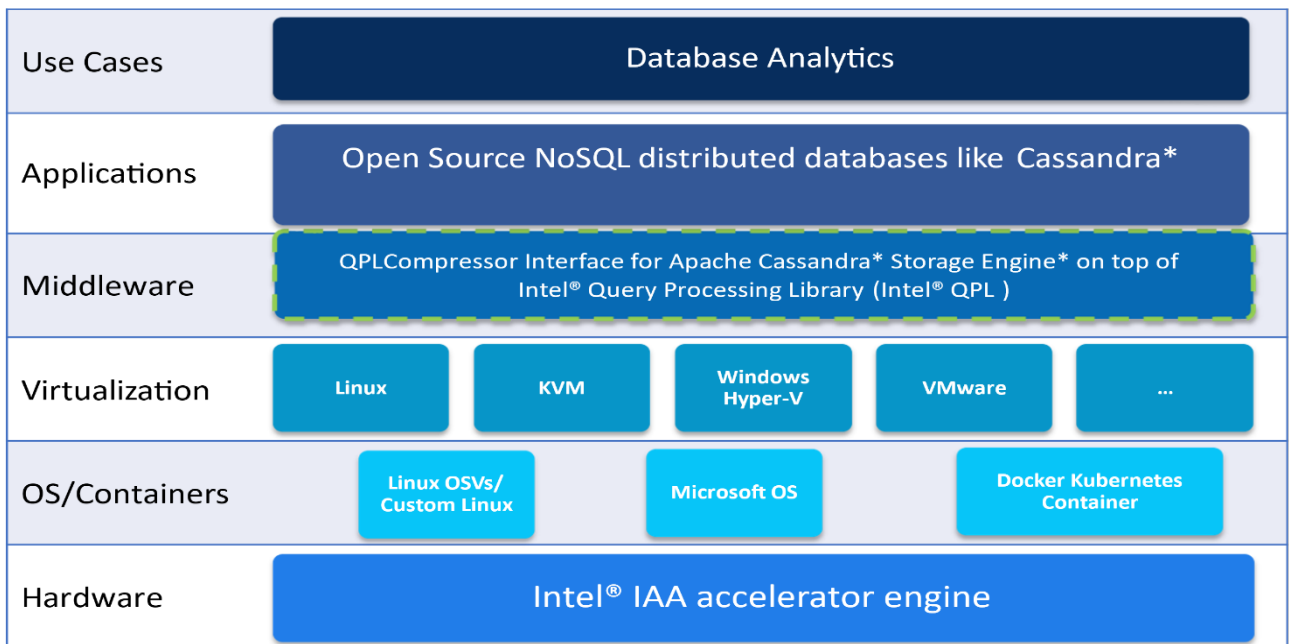 Use Cases
Database Analytics
Applications
Open Source NoSQL distributed databases like Cassandra*
Middleware
QPLCompressor Interface for Apache Cassandra* Storage Engine* on top of
Intel® Query Processing Library (Intel® QPL )
Virtualization
Linux
KVM
Windows
Hyper-V
VMware
...
OS/Containers
Linux OSVs/
Custom Linux
Microsoft OS
Docker Kubernetes
Container
Hardware
Intel® IAA accelerator engine